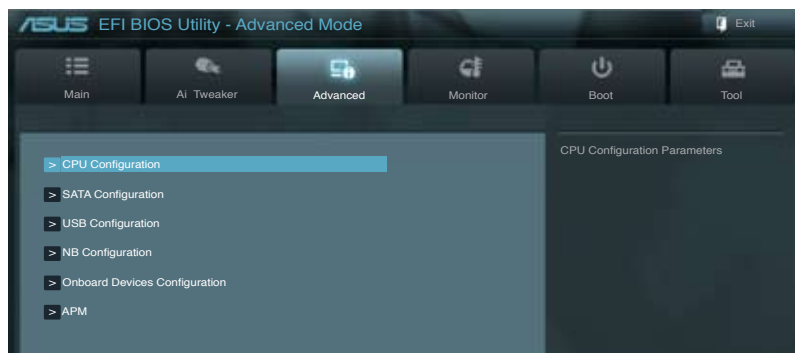 ASUS EFI BIOS Utility - Advanced Mode Exit
Main Ai Tweaker Advanced Monitor Boot Tool
> CPU Configuration
> SATA Configuration
> USB Configuration
> NB Configuration
> Onboard Devices Configuration
> APM
CPU Configuration Parameters